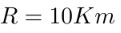 R = 10Km